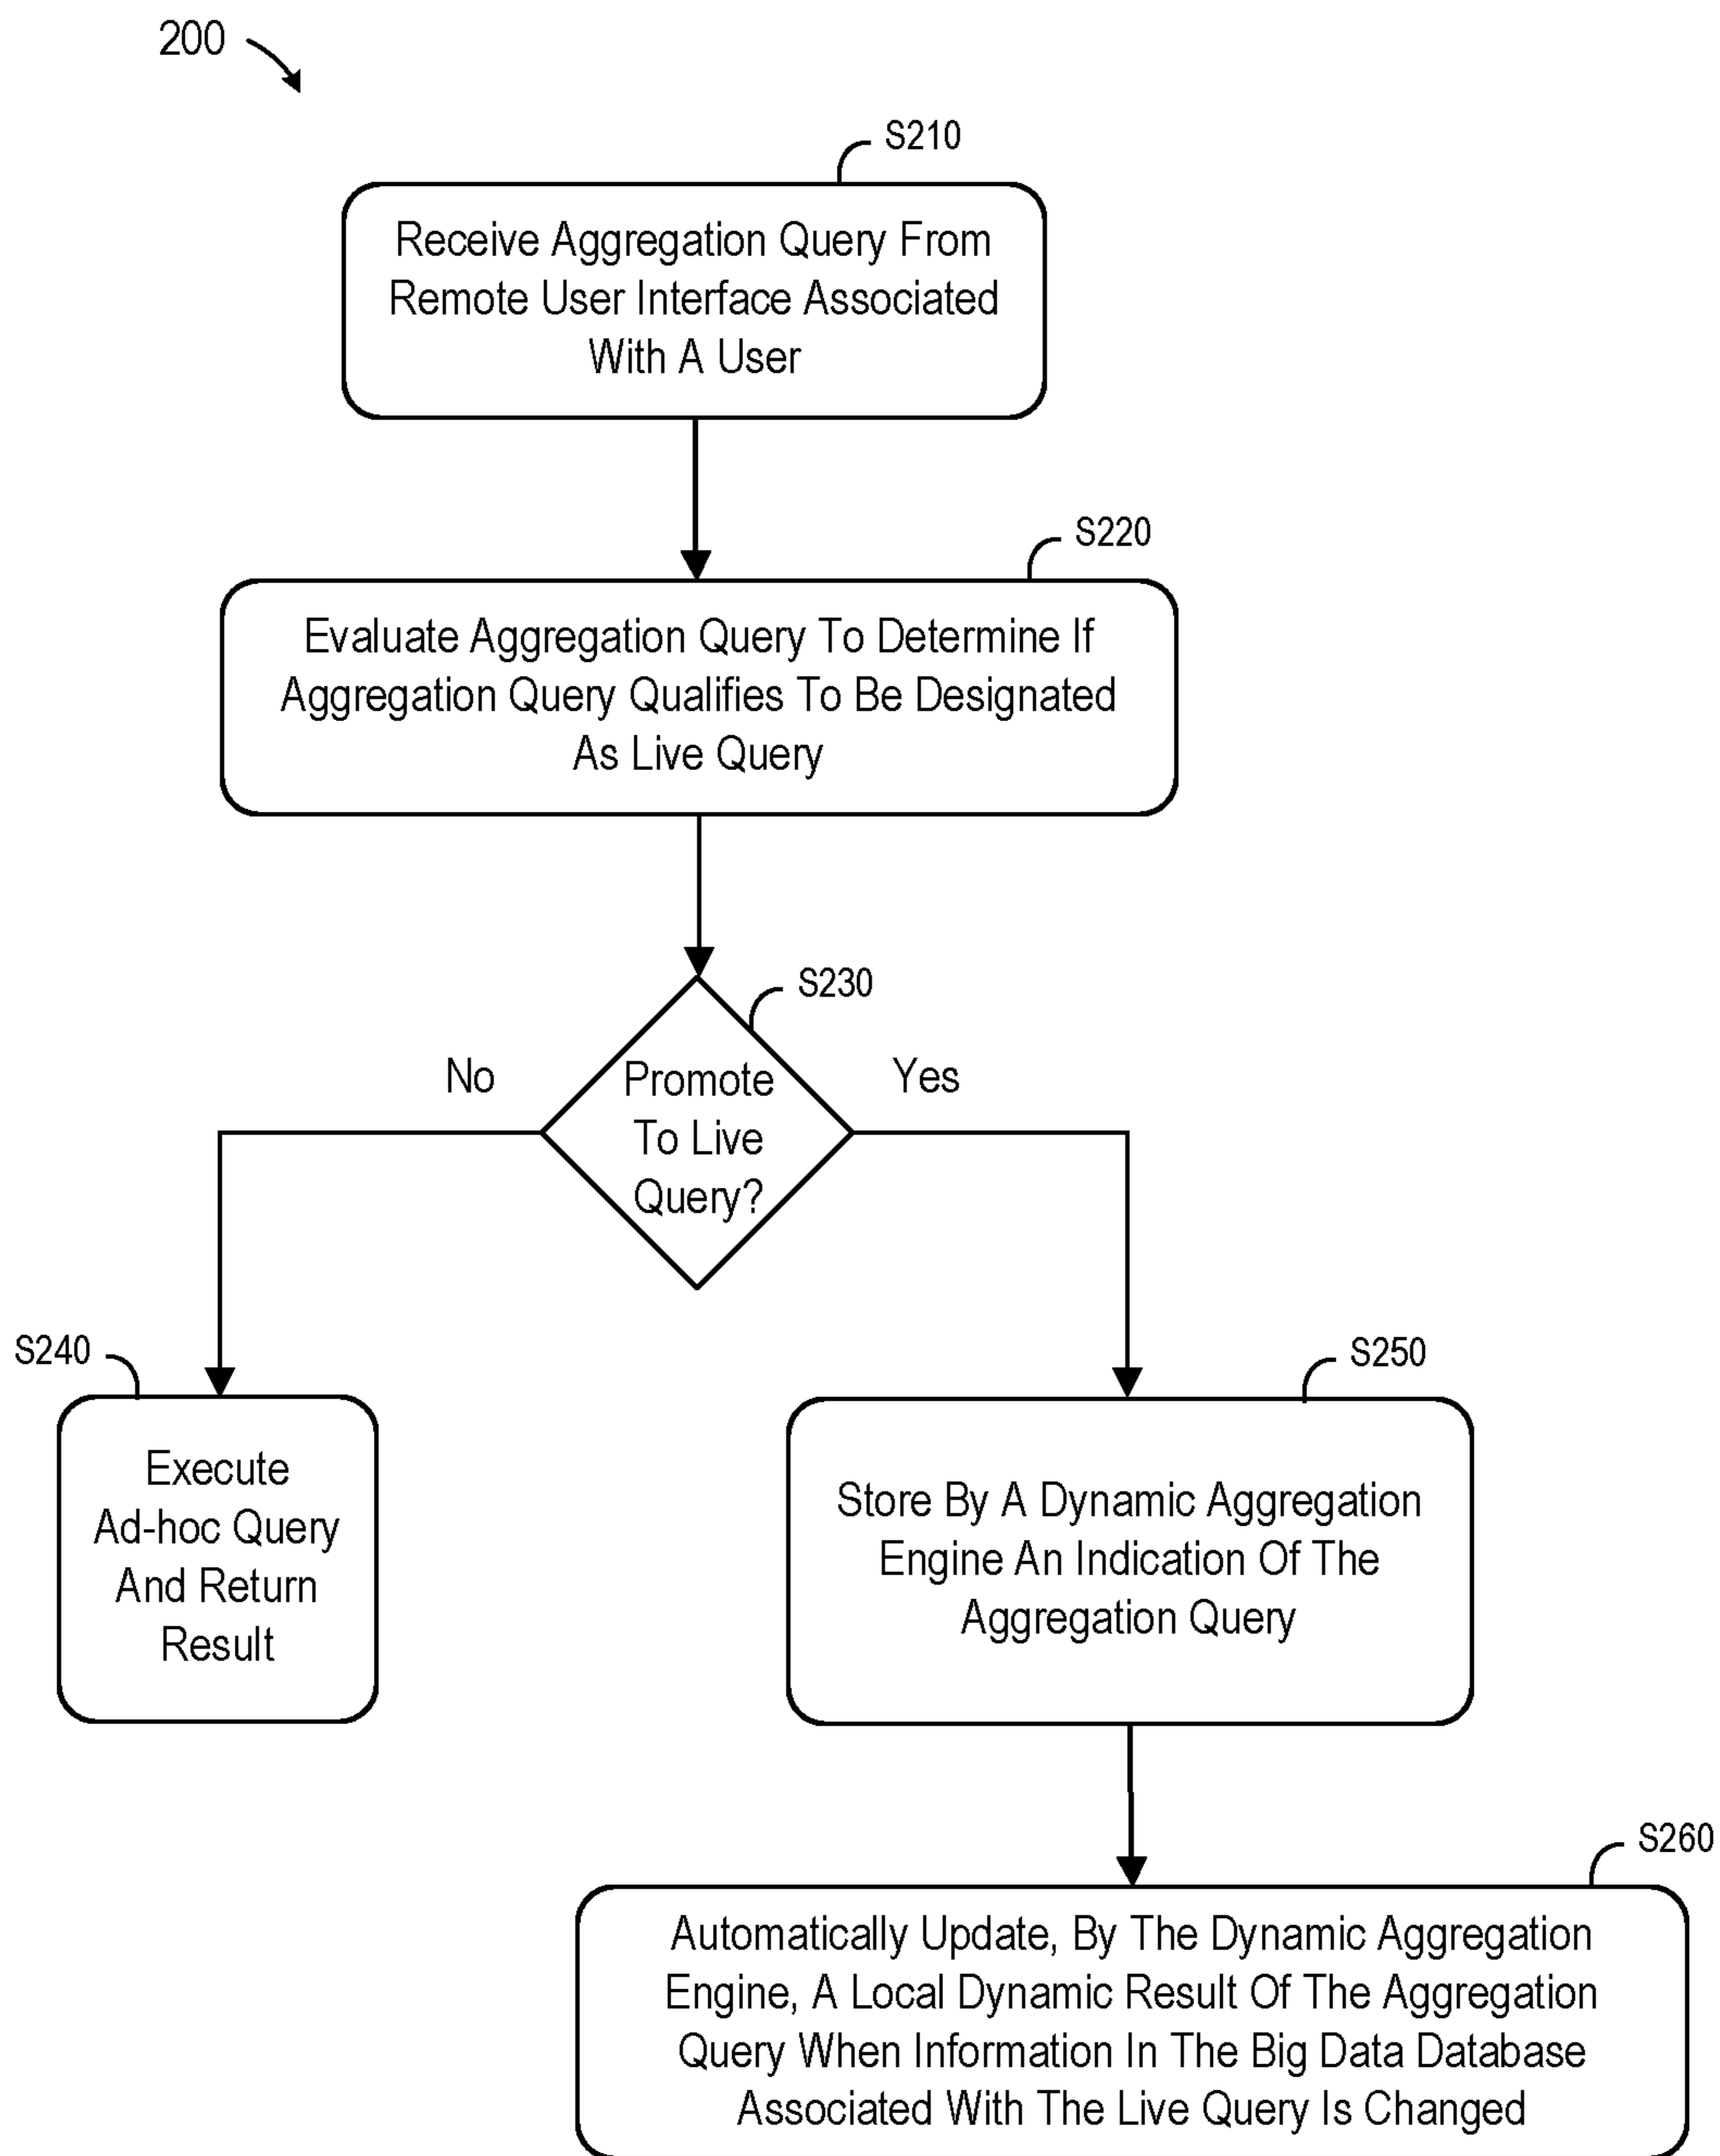 200
S210
Receive Aggregation Query From
Remote User Interface Associated
With A User
S220
Evaluate Aggregation Query To Determine If
Aggregation Query Qualifies To Be Designated
As Live Query
S230
No
Promote
To Live
Query?
Yes
S240
Execute
Ad-hoc Query
And Return
Result
S250
Store By A Dynamic Aggregation
Engine An Indication Of The
Aggregation Query
S260
Automatically Update, By The Dynamic Aggregation
Engine, A Local Dynamic Result Of The Aggregation
Query When Information In The Big Data Database
Associated With The Live Query Is Changed